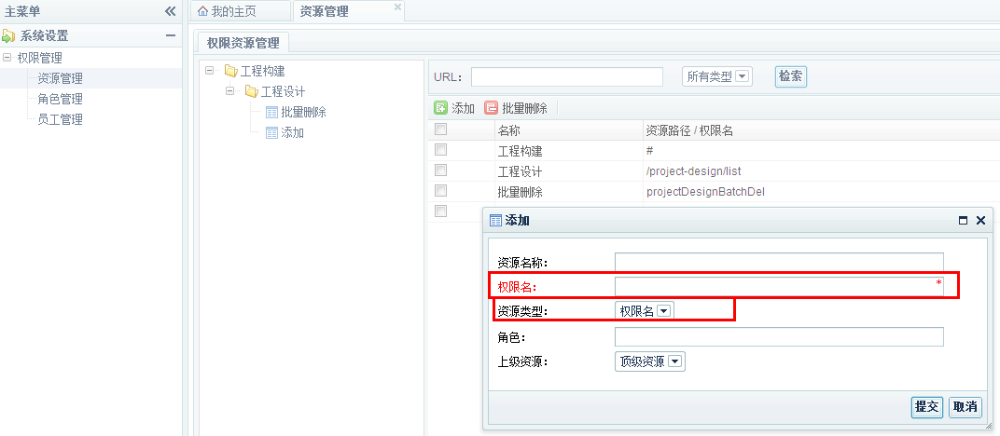 主菜单
系统设置
权限管理
资源管理
角色管理
员工管理
我的主页
资源管理
权限资源管理
工程构建
工程设计
批量删除
添加
URL:
所有类型
检索
添加
批量删除
名称
资源路径 / 权限名
工程构建
#
工程设计
/project-design/list
批量删除
projectDesignBatchDel
添加
资源名称:
权限名:
*
资源类型:
权限名
角色:
上级资源:
顶级资源
提交
取消